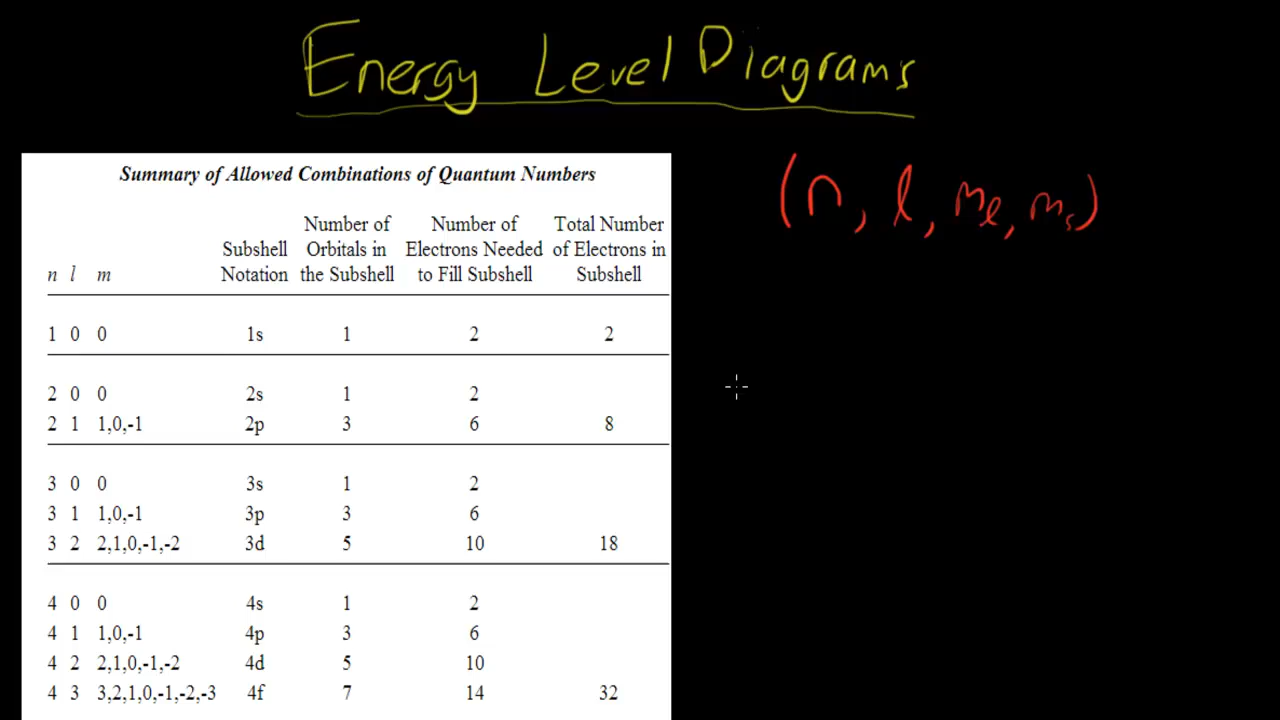 Energy Level Diagrams
(n, l, ml, ms)
Summary of Allowed Combinations of Quantum Numbers
Number of Number of Total Number
Subshell Orbitals in Electrons Needed of Electrons in
n l m Notation the Subshell to Fill Subshell Subshell
1 0 0 1s 1 2 2
2 0 0 2s 1 2
2 1 1,0,-1 2p 3 6 8
3 0 0 3s 1 2
3 1 1,0,-1 3p 3 6
3 2 2,1,0,-1,-2 3d 5 10 18
4 0 0 4s 1 2
4 1 1,0,-1 4p 3 6
4 2 2,1,0,-1,-2 4d 5 10
4 3 3,2,1,0,-1,-2,-3 4f 7 14 32